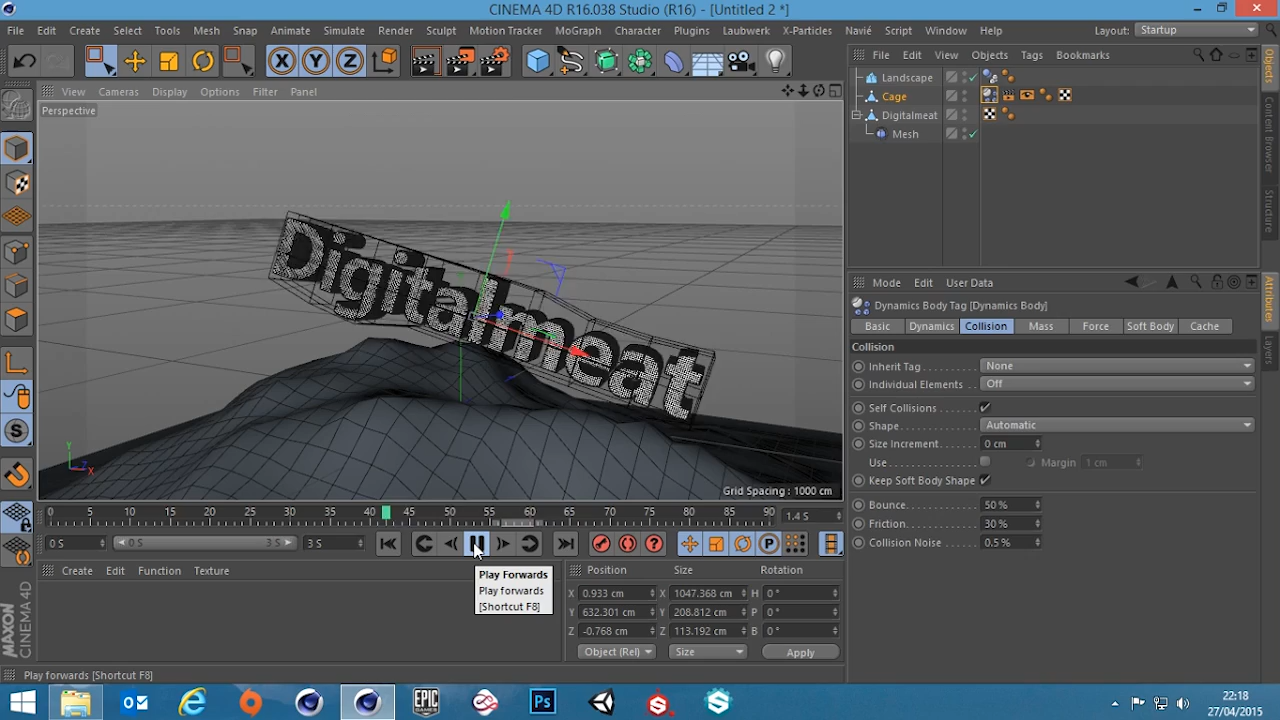 CINEMA 4D R16.038 Studio (R16) - [Untitled 2 *]
File Edit Create Select Tools Mesh Snap Animate Simulate Render Sculpt Motion Tracker MoGraph Character Plugins Laubwerk X-Particles Navié Script Window Help Layout: Startup
X Y Z
File Edit View Objects Tags Bookmarks
Landscape
Cage
Digitalmeat
Mesh
Objects
Content Browser
Structure
View Cameras Display Options Filter Panel
Perspective
Digitalmeat
Y
Z
X
Grid Spacing : 1000 cm
Mode Edit User Data
Dynamics Body Tag [Dynamics Body]
Basic Dynamics Collision Mass Force Soft Body Cache
Collision
Inherit Tag None
Individual Elements Off
Self Collisions
Shape Automatic
Size Increment 0 cm
Use Margin 1 cm
Keep Soft Body Shape
Bounce 50 %
Friction 30 %
Collision Noise 0.5 %
Attributes
Layers
0 5 10 15 20 25 30 35 40 45 50 55 60 65 70 75 80 85 90 1.4 S
0 S 0 S 3 S 3 S
Play Forwards
Play forwards
[Shortcut F8]
Create Edit Function Texture
Position Size Rotation
X 0.933 cm X 1047.368 cm H 0 °
Y 632.301 cm Y 208.812 cm P 0 °
Z -0.768 cm Z 113.192 cm B 0 °
Object (Rel) Size Apply
MAXON
CINEMA 4D
Play forwards [Shortcut F8]
EPIC
GAMES
Ps
22:18
27/04/2015